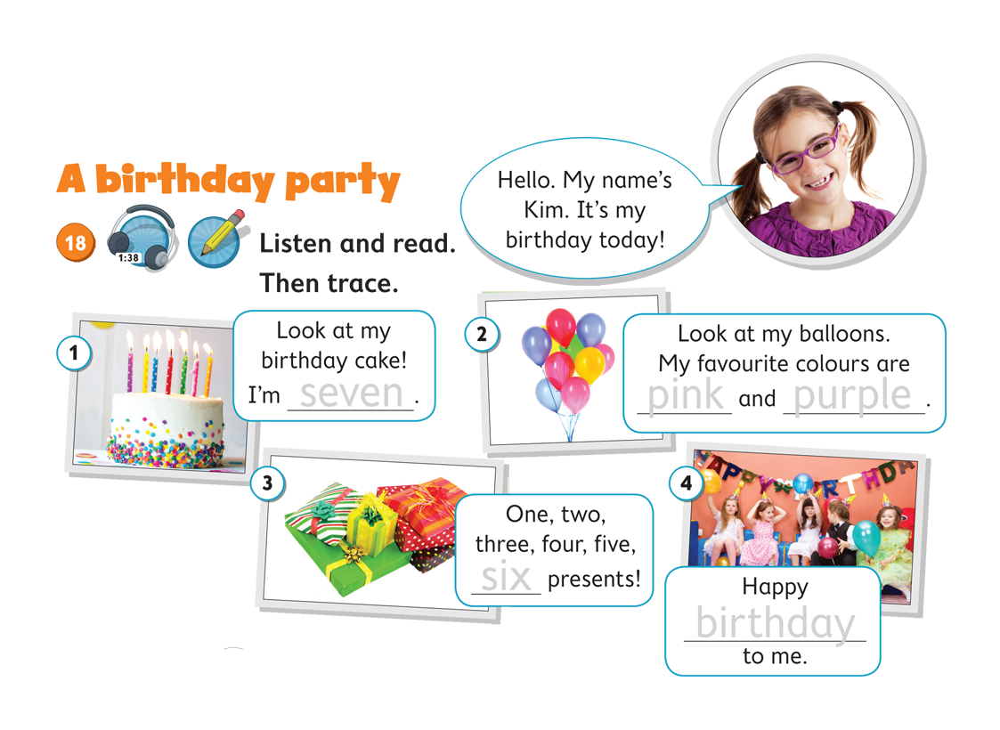 A birthday party
18
1:38
Listen and read.
Then trace.
Hello. My name's
Kim. It's my
birthday today!
1
Look at my
birthday cake!
I'm seven.
2
Look at my balloons.
My favourite colours are
pink and purple.
3
One, two,
three, four, five,
six presents!
4
HAPPY BIRTHDA
Happy
birthday
to me.